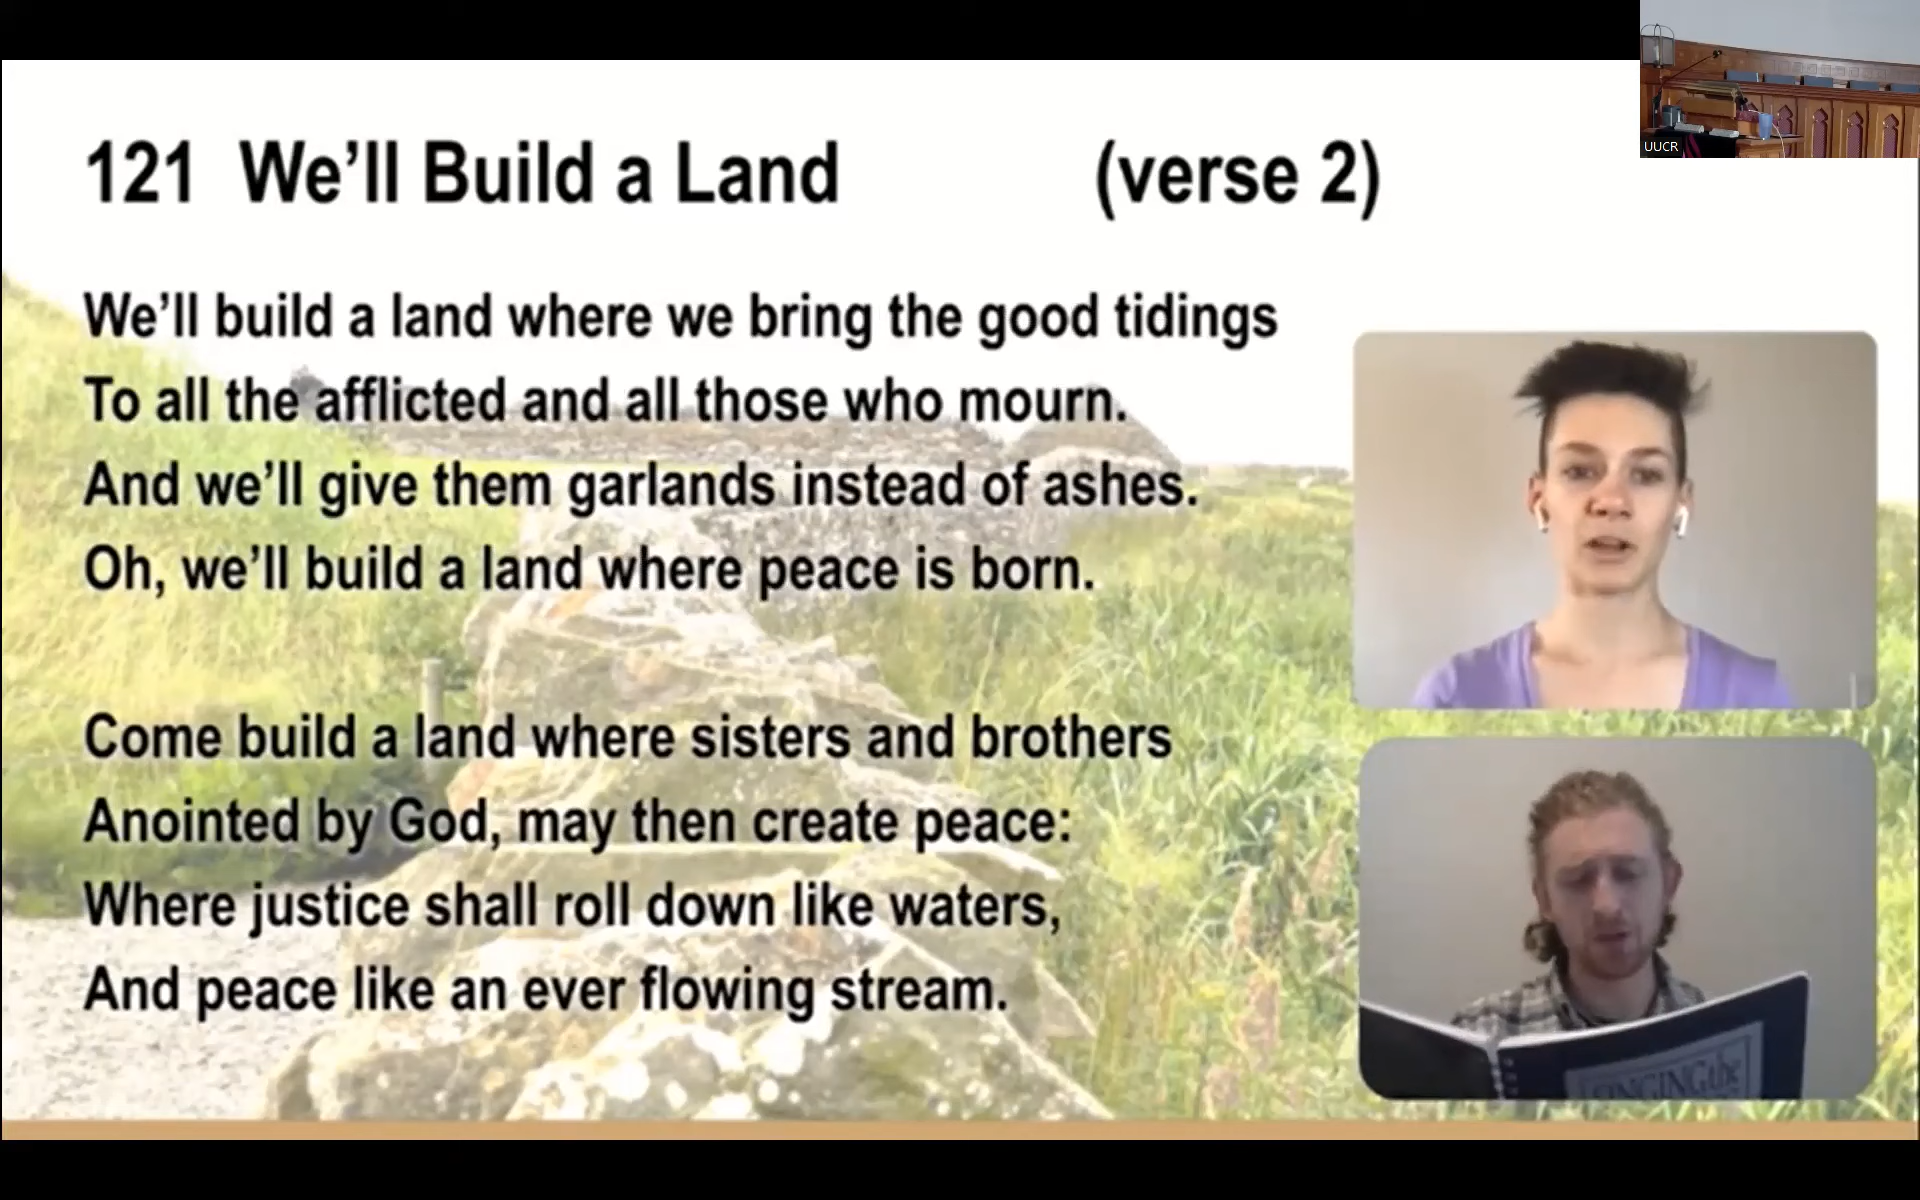 121 We'll Build a Land (verse 2)
UUCR
We'll build a land where we bring the good tidings
To all the afflicted and all those who mourn.
And we'll give them garlands instead of ashes.
Oh, we'll build a land where peace is born.
Come build a land where sisters and brothers
Anointed by God, may then create peace:
Where justice shall roll down like waters,
And peace like an ever flowing stream.
SINGING the